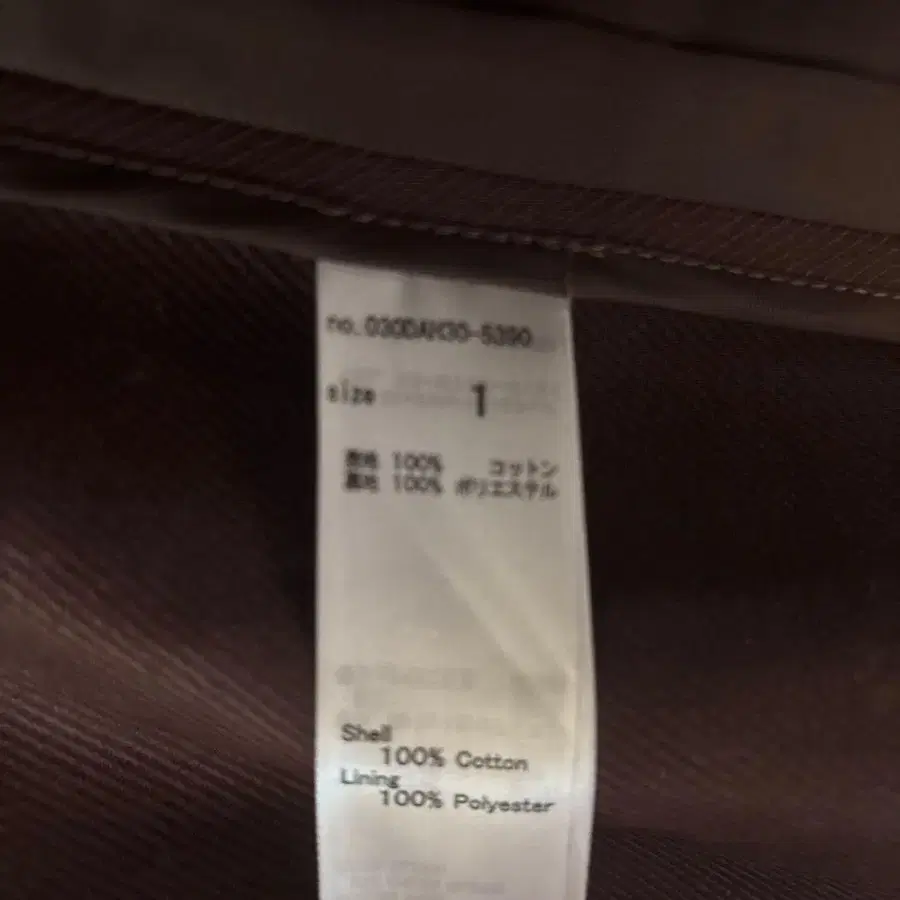 no.030DAH30-5390
size 1
表地 100% コットン
裏地 100% ポリエステル
Shell
100% Cotton
Lining
100% Polyester